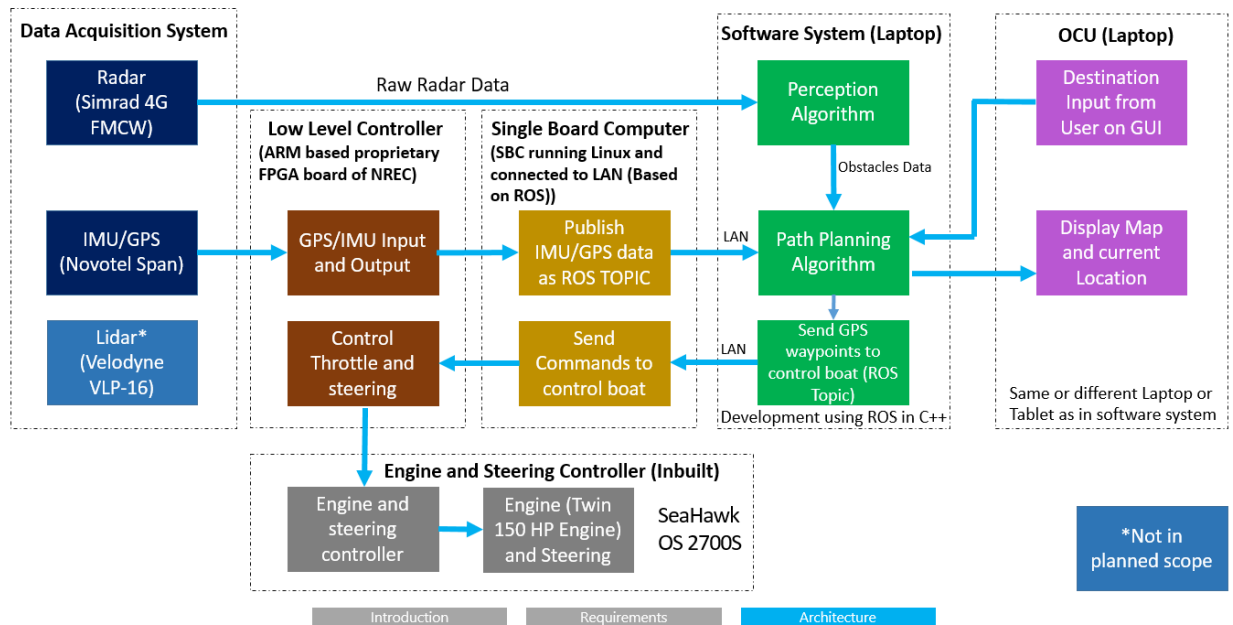 Data Acquisition System
Radar
(Simrad 4G
FMCW)
IMU/GPS
(Novotel Span)
Lidar*
(Velodyne
VLP-16)
Raw Radar Data
Low Level Controller
(ARM based proprietary
FPGA board of NREC)
GPS/IMU Input
and Output
Control
Throttle and
steering
Single Board Computer
(SBC running Linux and
connected to LAN (Based
on ROS))
Publish
IMU/GPS data
as ROS TOPIC
Send
Commands to
control boat
LAN
LAN
Software System (Laptop)
Perception
Algorithm
Obstacles Data
Path Planning
Algorithm
Send GPS
waypoints to
control boat (ROS
Topic)
Development using ROS in C++
OCU (Laptop)
Destination
Input from
User on GUI
Display Map
and current
Location
Same or different Laptop or
Tablet as in software system
Engine and Steering Controller (Inbuilt)
Engine and
steering
controller
Engine (Twin
150 HP Engine)
and Steering
SeaHawk
OS 2700S
*Not in
planned scope
Introduction
Requirements
Architecture